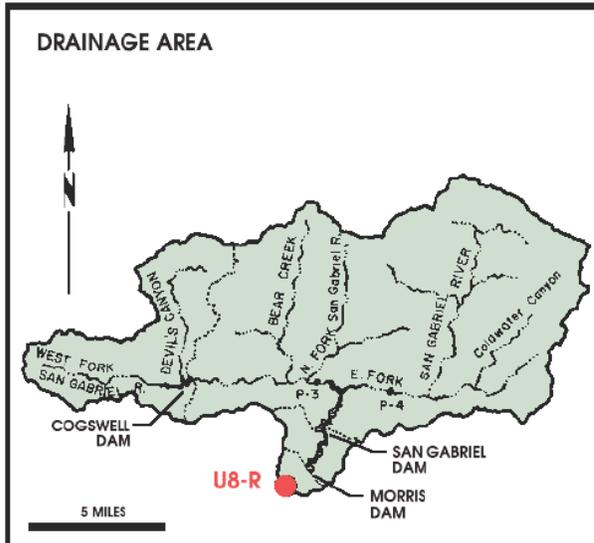 DRAINAGE AREA
N
DEVILS CANYON
BEAR CREEK
N. FORK San Gabriel R.
SAN GABRIEL RIVER
Coldwater Canyon
WEST FORK
SAN GABRIEL R.
E. FORK
P-3
P-4
COGSWELL
DAM
SAN GABRIEL
DAM
U8-R
MORRIS
DAM
5 MILES